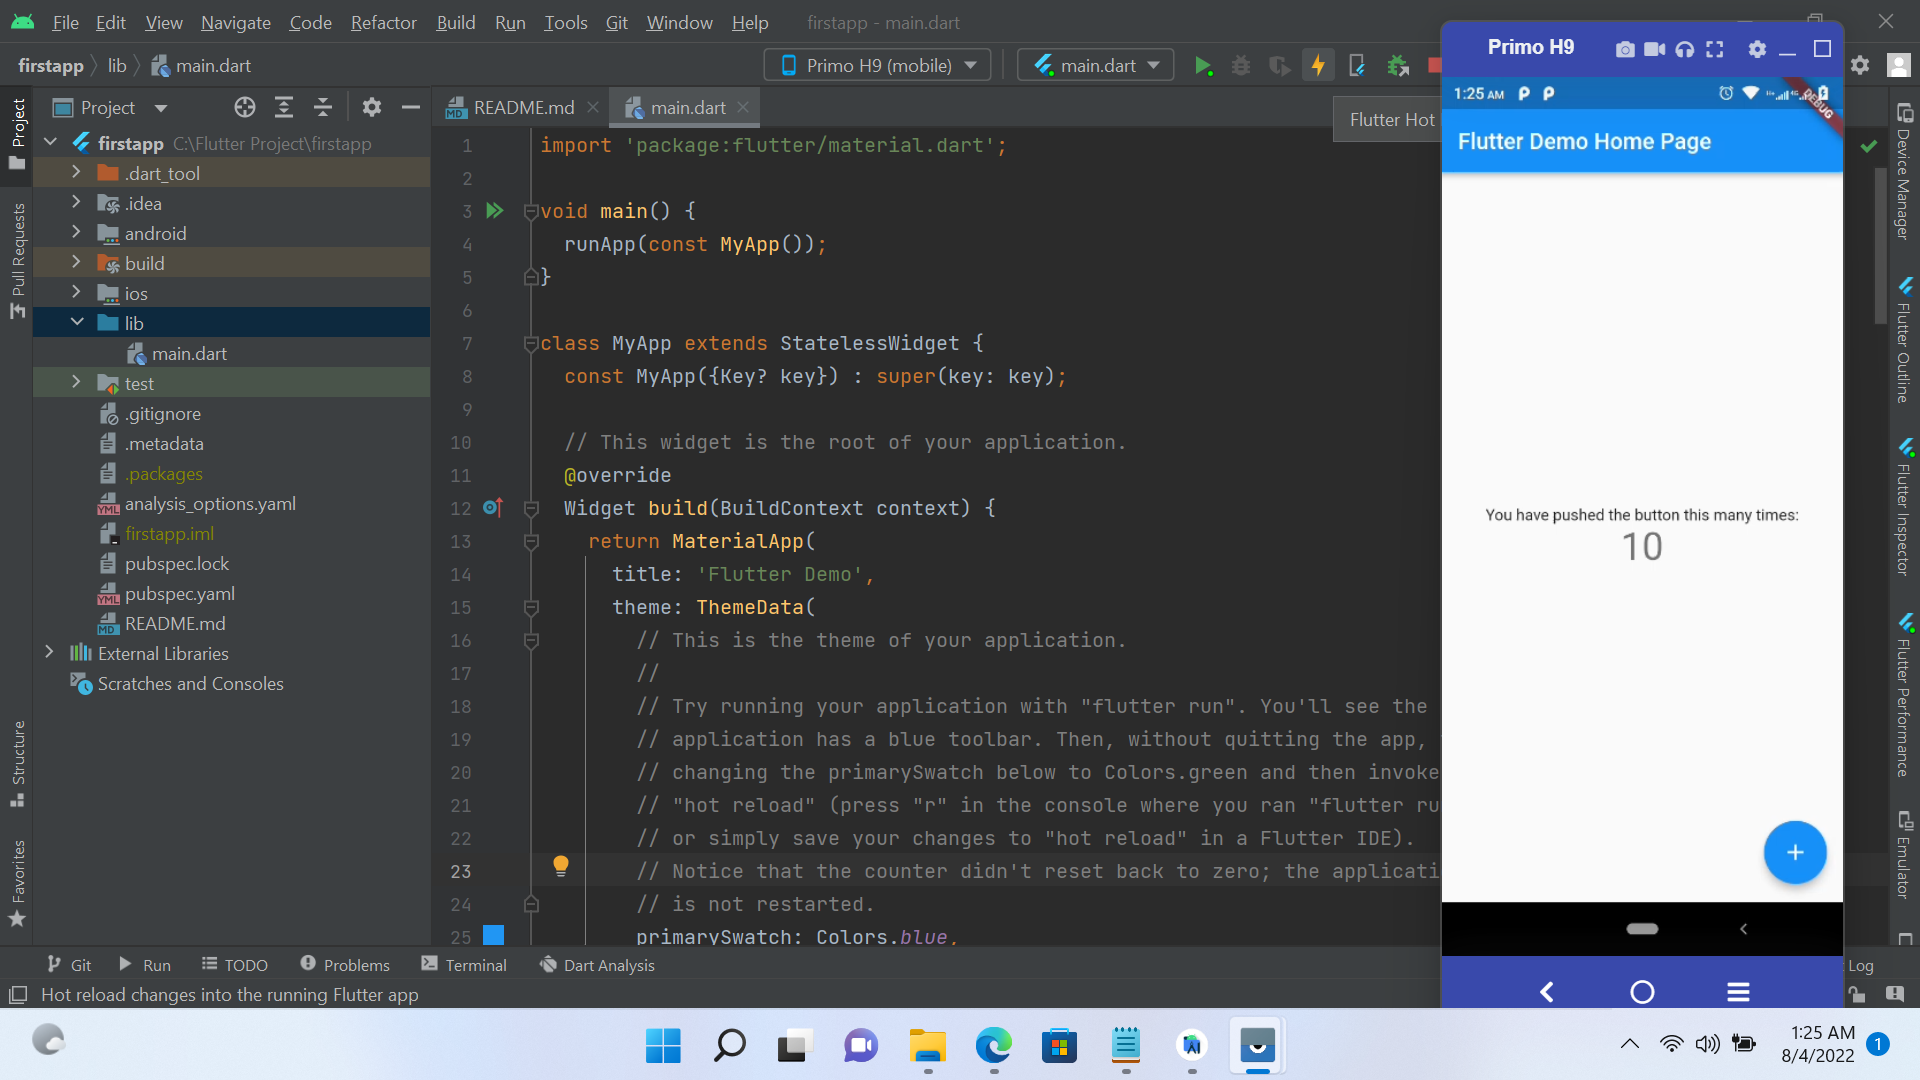 File Edit View Navigate Code Refactor Build Run Tools Git Window Help firstapp - main.dart
firstapp lib main.dart Primo H9 (mobile) main.dart
Project
README.md main.dart
Flutter Hot
firstapp C:\Flutter Project\firstapp
.dart_tool
.idea
android
build
ios
lib
main.dart
test
.gitignore
.metadata
.packages
analysis_options.yaml
firstapp.iml
pubspec.lock
pubspec.yaml
README.md
External Libraries
Scratches and Consoles
Project
Pull Requests
Structure
Favorites
1 import 'package:flutter/material.dart';
2
3 void main() {
4 runApp(const MyApp());
5 }
6
7 class MyApp extends StatelessWidget {
8 const MyApp({Key? key}) : super(key: key);
9
10 // This widget is the root of your application.
11 @override
12 Widget build(BuildContext context) {
13 return MaterialApp(
14 title: 'Flutter Demo',
15 theme: ThemeData(
16 // This is the theme of your application.
17 //
18 // Try running your application with "flutter run". You'll see the
19 // application has a blue toolbar. Then, without quitting the app,
20 // changing the primarySwatch below to Colors.green and then invoke
21 // "hot reload" (press "r" in the console where you ran "flutter ru
22 // or simply save your changes to "hot reload" in a Flutter IDE).
23 // Notice that the counter didn't reset back to zero; the applicati
24 // is not restarted.
25 primarySwatch: Colors.blue,
Primo H9
1:25 AM
DEBUG
Flutter Demo Home Page
You have pushed the button this many times:
10
+
Device Manager
Flutter Outline
Flutter Inspector
Flutter Performance
Emulator
Git Run TODO Problems Terminal Dart Analysis
Log
Hot reload changes into the running Flutter app
1:25 AM
8/4/2022
1